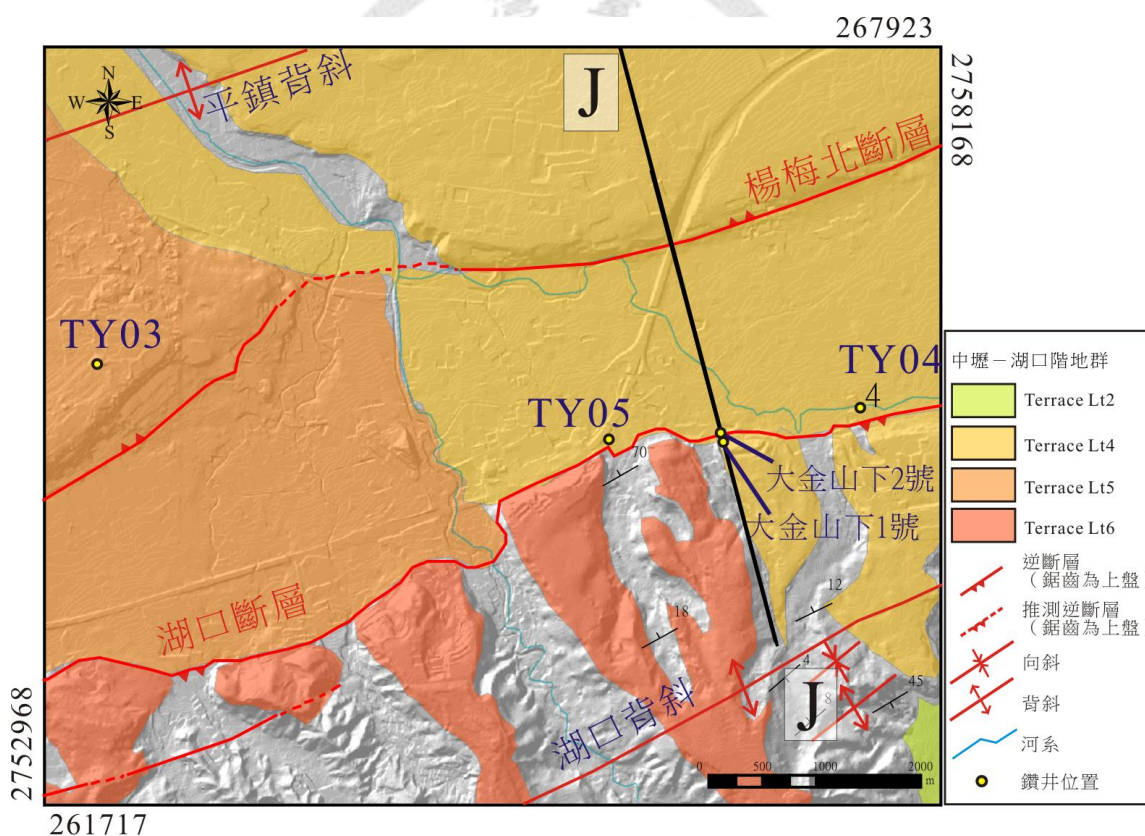 267923
2758168
N
W E
S
平鎮背斜
J
楊梅北斷層
TY03
TY04
4
TY05
70
大金山下2號
大金山下1號
12
18
湖口斷層
4
J
8
45
湖口背斜
2752968
0 500 1000 2000
m
261717
中壢－湖口階地群
Terrace Lt2
Terrace Lt4
Terrace Lt5
Terrace Lt6
逆斷層
（鋸齒為上盤
推測逆斷層
（鋸齒為上盤
向斜
背斜
河系
鑽井位置